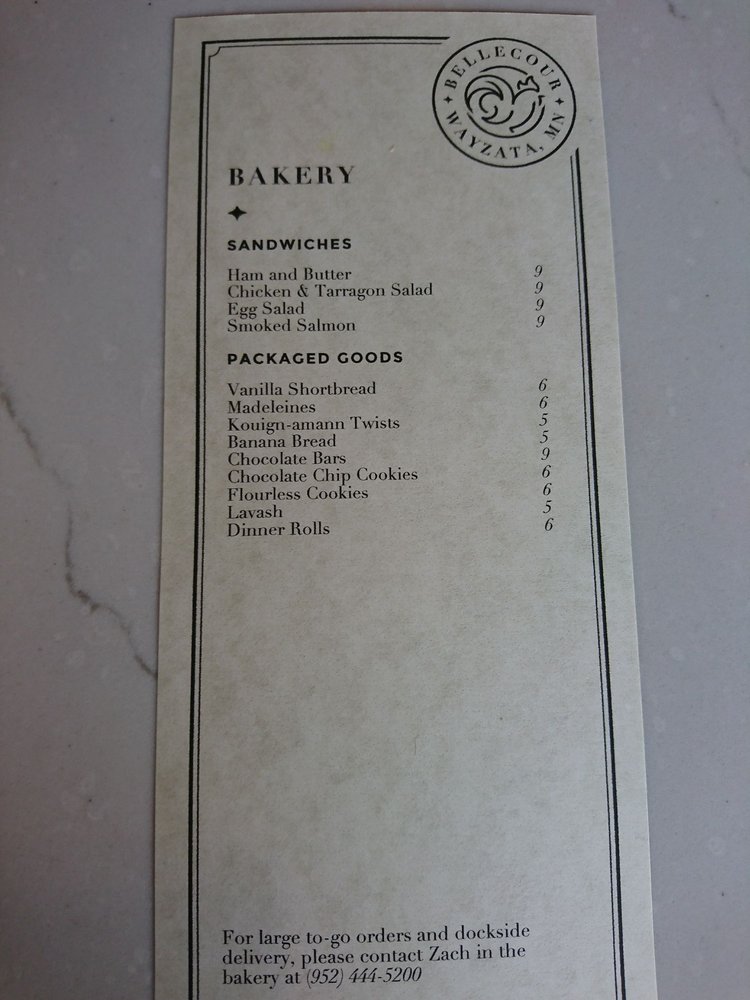 BELLECOUR
WAYZATA, MN
BAKERY
SANDWICHES
Ham and Butter 9
Chicken & Tarragon Salad 9
Egg Salad 9
Smoked Salmon 9
PACKAGED GOODS
Vanilla Shortbread 6
Madeleines 6
Kouign-amann Twists 5
Banana Bread 5
Chocolate Bars 9
Chocolate Chip Cookies 6
Flourless Cookies 6
Lavash 5
Dinner Rolls 6
For large to-go orders and dockside
delivery, please contact Zach in the
bakery at (952) 444-5200